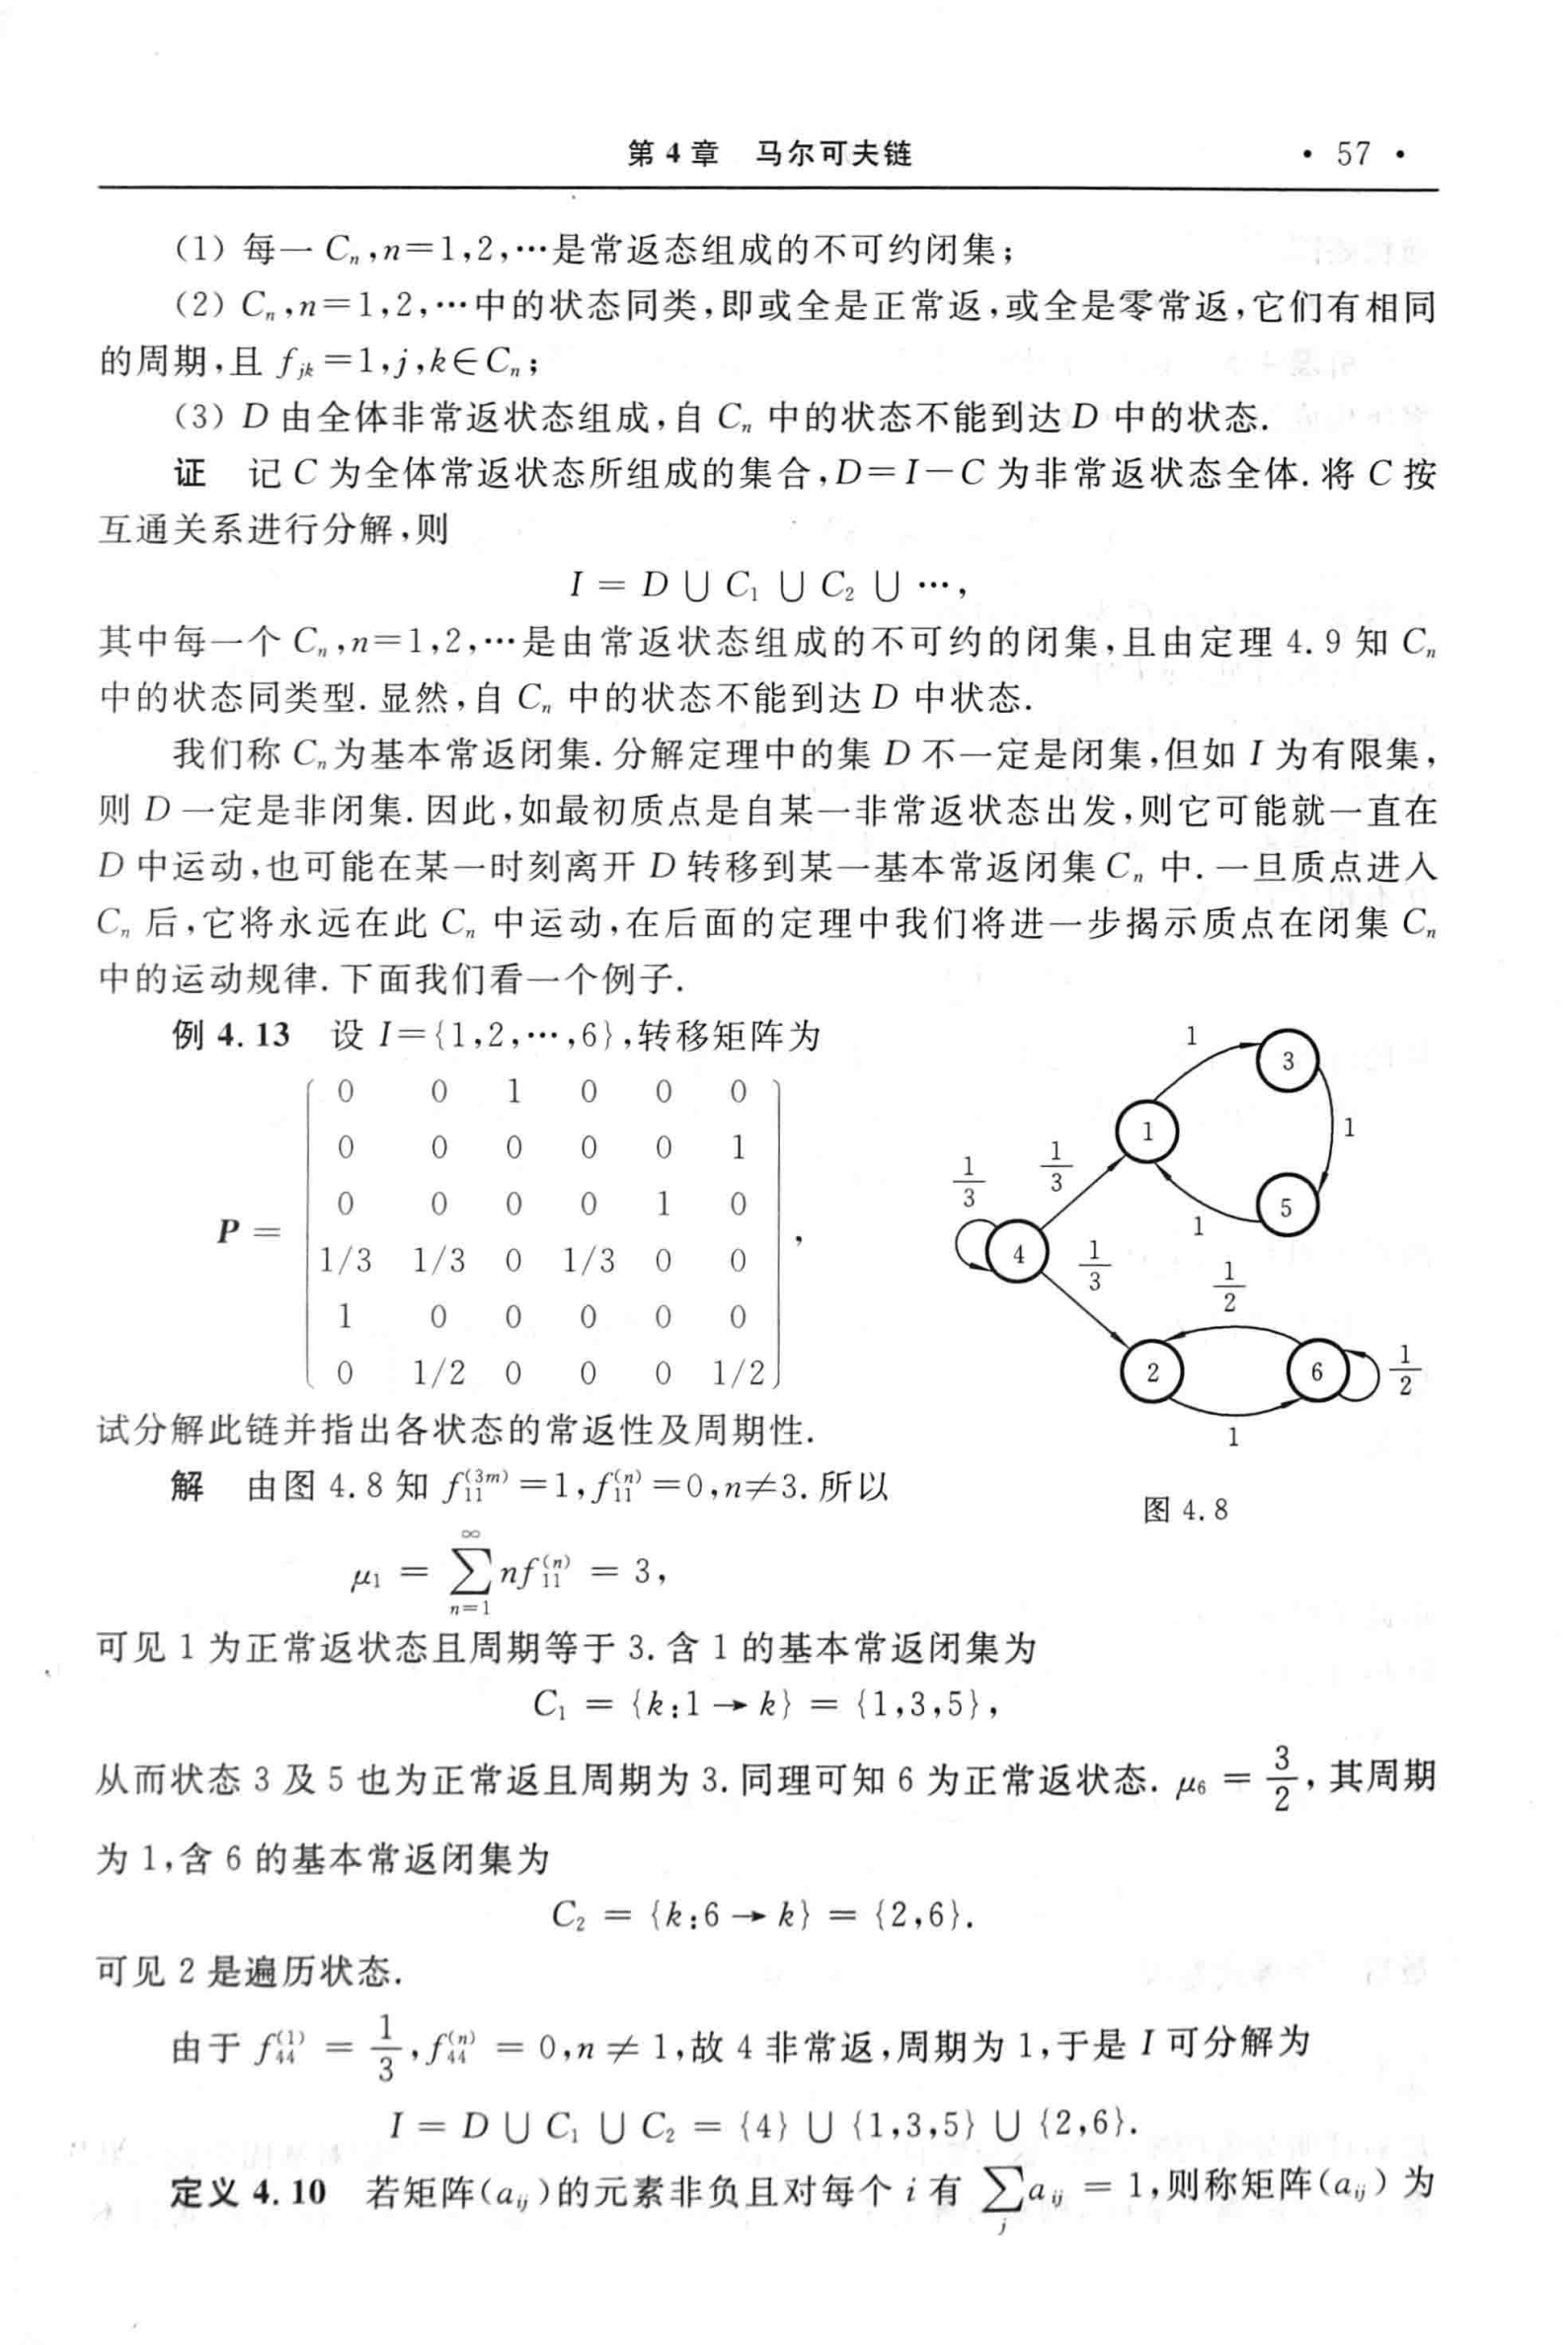 第4章 马尔可夫链 · 57 ·
(1) 每一 Cₙ,n=1,2,⋯是常返态组成的不可约闭集;
(2) Cₙ,n=1,2,⋯中的状态同类,即或全是正常返,或全是零常返,它们有相同
的周期,且 fⱼₖ=1,j,k∈Cₙ;
(3) D 由全体非常返状态组成,自 Cₙ 中的状态不能到达 D 中的状态.
证 记 C 为全体常返状态所组成的集合,D=I−C 为非常返状态全体. 将 C 按
互通关系进行分解,则
I = D ∪ C₁ ∪ C₂ ∪ ⋯,
其中每一个 Cₙ,n=1,2,⋯是由常返状态组成的不可约的闭集,且由定理 4.9 知 Cₙ
中的状态同类型. 显然,自 Cₙ 中的状态不能到达 D 中状态.
我们称 Cₙ为基本常返闭集. 分解定理中的集 D 不一定是闭集,但如 I 为有限集,
则 D 一定是非闭集. 因此,如最初质点是自某一非常返状态出发,则它可能就一直在
D 中运动,也可能在某一时刻离开 D 转移到某一基本常返闭集 Cₙ 中. 一旦质点进入
Cₙ 后,它将永远在此 Cₙ 中运动,在后面的定理中我们将进一步揭示质点在闭集 Cₙ
中的运动规律. 下面我们看一个例子.
例 4.13 设 I={1,2,⋯,6},转移矩阵为
P =
0 0 1 0 0 0
0 0 0 0 0 1
0 0 0 0 1 0
1/3 1/3 0 1/3 0 0
1 0 0 0 0 0
0 1/2 0 0 0 1/2
,
1
3
1
1
1/3
1/3
5
1
4
1/3
1/2
2
6
1/2
1
图 4.8
试分解此链并指出各状态的常返性及周期性.
解 由图 4.8 知 f₁₁⁽³ᵐ⁾=1,f₁₁⁽ⁿ⁾=0,n≠3. 所以
μ₁ = ∑_{n=1}^{∞} nf₁₁⁽ⁿ⁾ = 3,
可见 1 为正常返状态且周期等于 3. 含 1 的基本常返闭集为
C₁ = {k:1→k} = {1,3,5},
从而状态 3 及 5 也为正常返且周期为 3. 同理可知 6 为正常返状态. μ₆ = 3/2, 其周期
为 1,含 6 的基本常返闭集为
C₂ = {k:6→k} = {2,6}.
可见 2 是遍历状态.
由于 f₄₄⁽¹⁾ = 1/3, f₄₄⁽ⁿ⁾ = 0,n≠1,故 4 非常返,周期为 1,于是 I 可分解为
I = D ∪ C₁ ∪ C₂ = {4} ∪ {1,3,5} ∪ {2,6}.
定义 4.10 若矩阵(aᵢⱼ)的元素非负且对每个 i 有 ∑_{j} aᵢⱼ = 1,则称矩阵(aᵢⱼ) 为